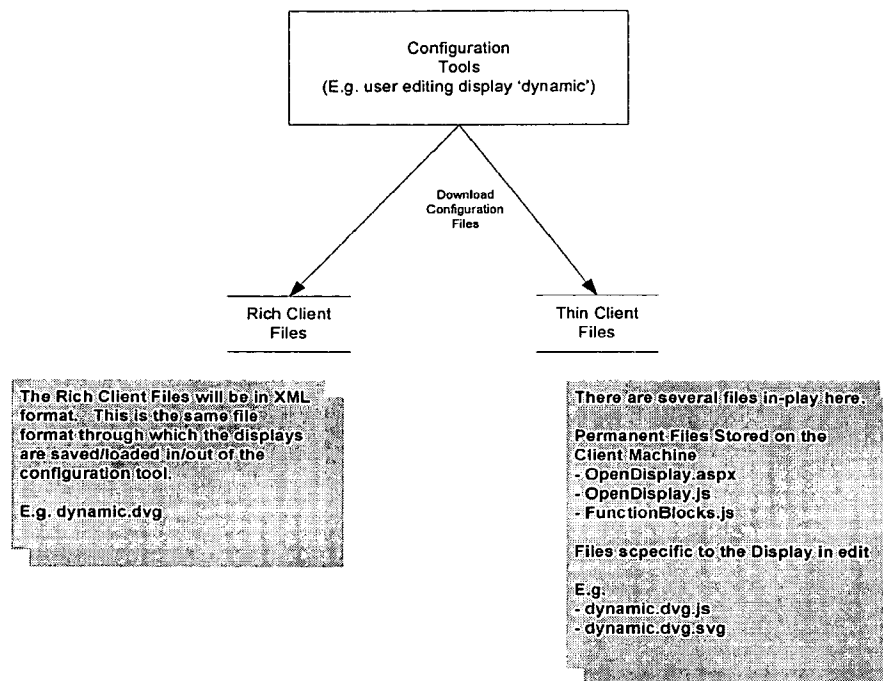 Configuration
Tools
(E.g. user editing display 'dynamic')
Download
Configuration
Files
Rich Client
Files
Thin Client
Files
The Rich Client Files will be in XML
format. This is the same file
format through which the displays
are saved/loaded in/out of the
configuration tool.
E.g. dynamic.dvg
There are several files in-play here.
Permanent Files Stored on the
Client Machine
- OpenDisplay.aspx
- OpenDisplay.js
- FunctionBlocks.js
Files scpecific to the Display in edit
E.g.
- dynamic.dvg.js
- dynamic.dvg.svg